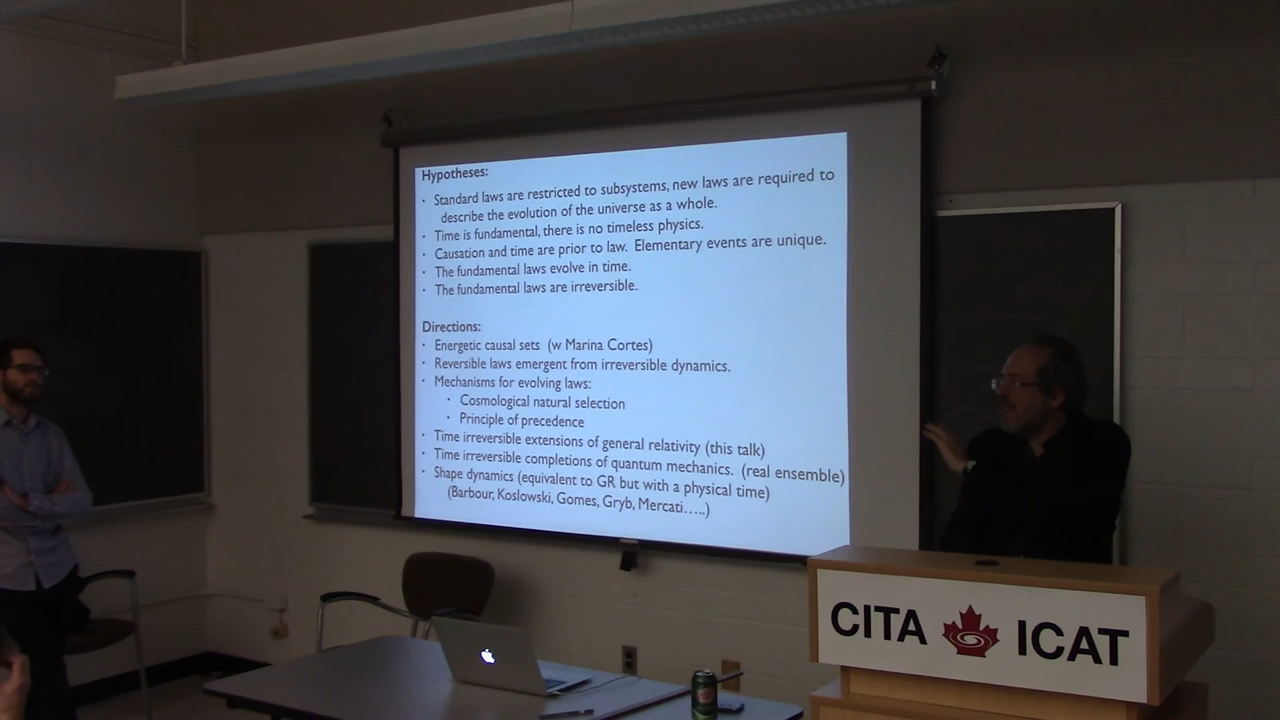 Hypotheses:
· Standard laws are restricted to subsystems, new laws are required to
describe the evolution of the universe as a whole.
· Time is fundamental, there is no timeless physics.
· Causation and time are prior to law. Elementary events are unique.
· The fundamental laws evolve in time.
· The fundamental laws are irreversible.
Directions:
· Energetic causal sets (w Marina Cortes)
· Reversible laws emergent from irreversible dynamics.
· Mechanisms for evolving laws:
· Cosmological natural selection
· Principle of precedence
· Time irreversible extensions of general relativity (this talk)
· Time irreversible completions of quantum mechanics. (real ensemble)
· Shape dynamics (equivalent to GR but with a physical time)
(Barbour, Koslowski, Gomes, Gryb, Mercati.....)
CITA ICAT